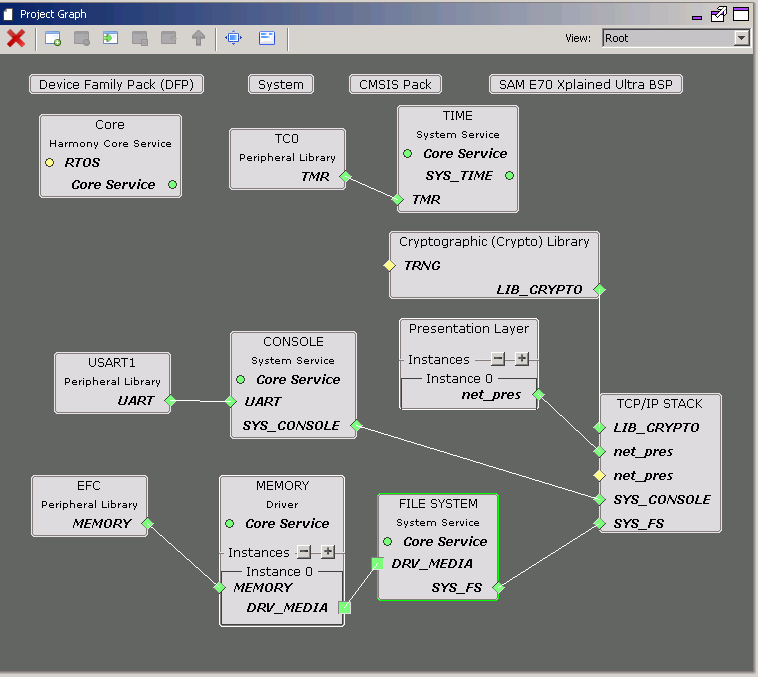 Project Graph
View: Root
Device Family Pack (DFP)
System
CMSIS Pack
SAM E70 Xplained Ultra BSP
Core
Harmony Core Service
RTOS
Core Service
TC0
Peripheral Library
TMR
TIME
System Service
Core Service
SYS_TIME
TMR
Cryptographic (Crypto) Library
TRNG
LIB_CRYPTO
USART1
Peripheral Library
UART
CONSOLE
System Service
Core Service
UART
SYS_CONSOLE
Presentation Layer
Instances
Instance 0
net_pres
TCP/IP STACK
LIB_CRYPTO
net_pres
net_pres
SYS_CONSOLE
SYS_FS
EFC
Peripheral Library
MEMORY
MEMORY
Driver
Core Service
Instances
Instance 0
MEMORY
DRV_MEDIA
FILE SYSTEM
System Service
Core Service
DRV_MEDIA
SYS_FS